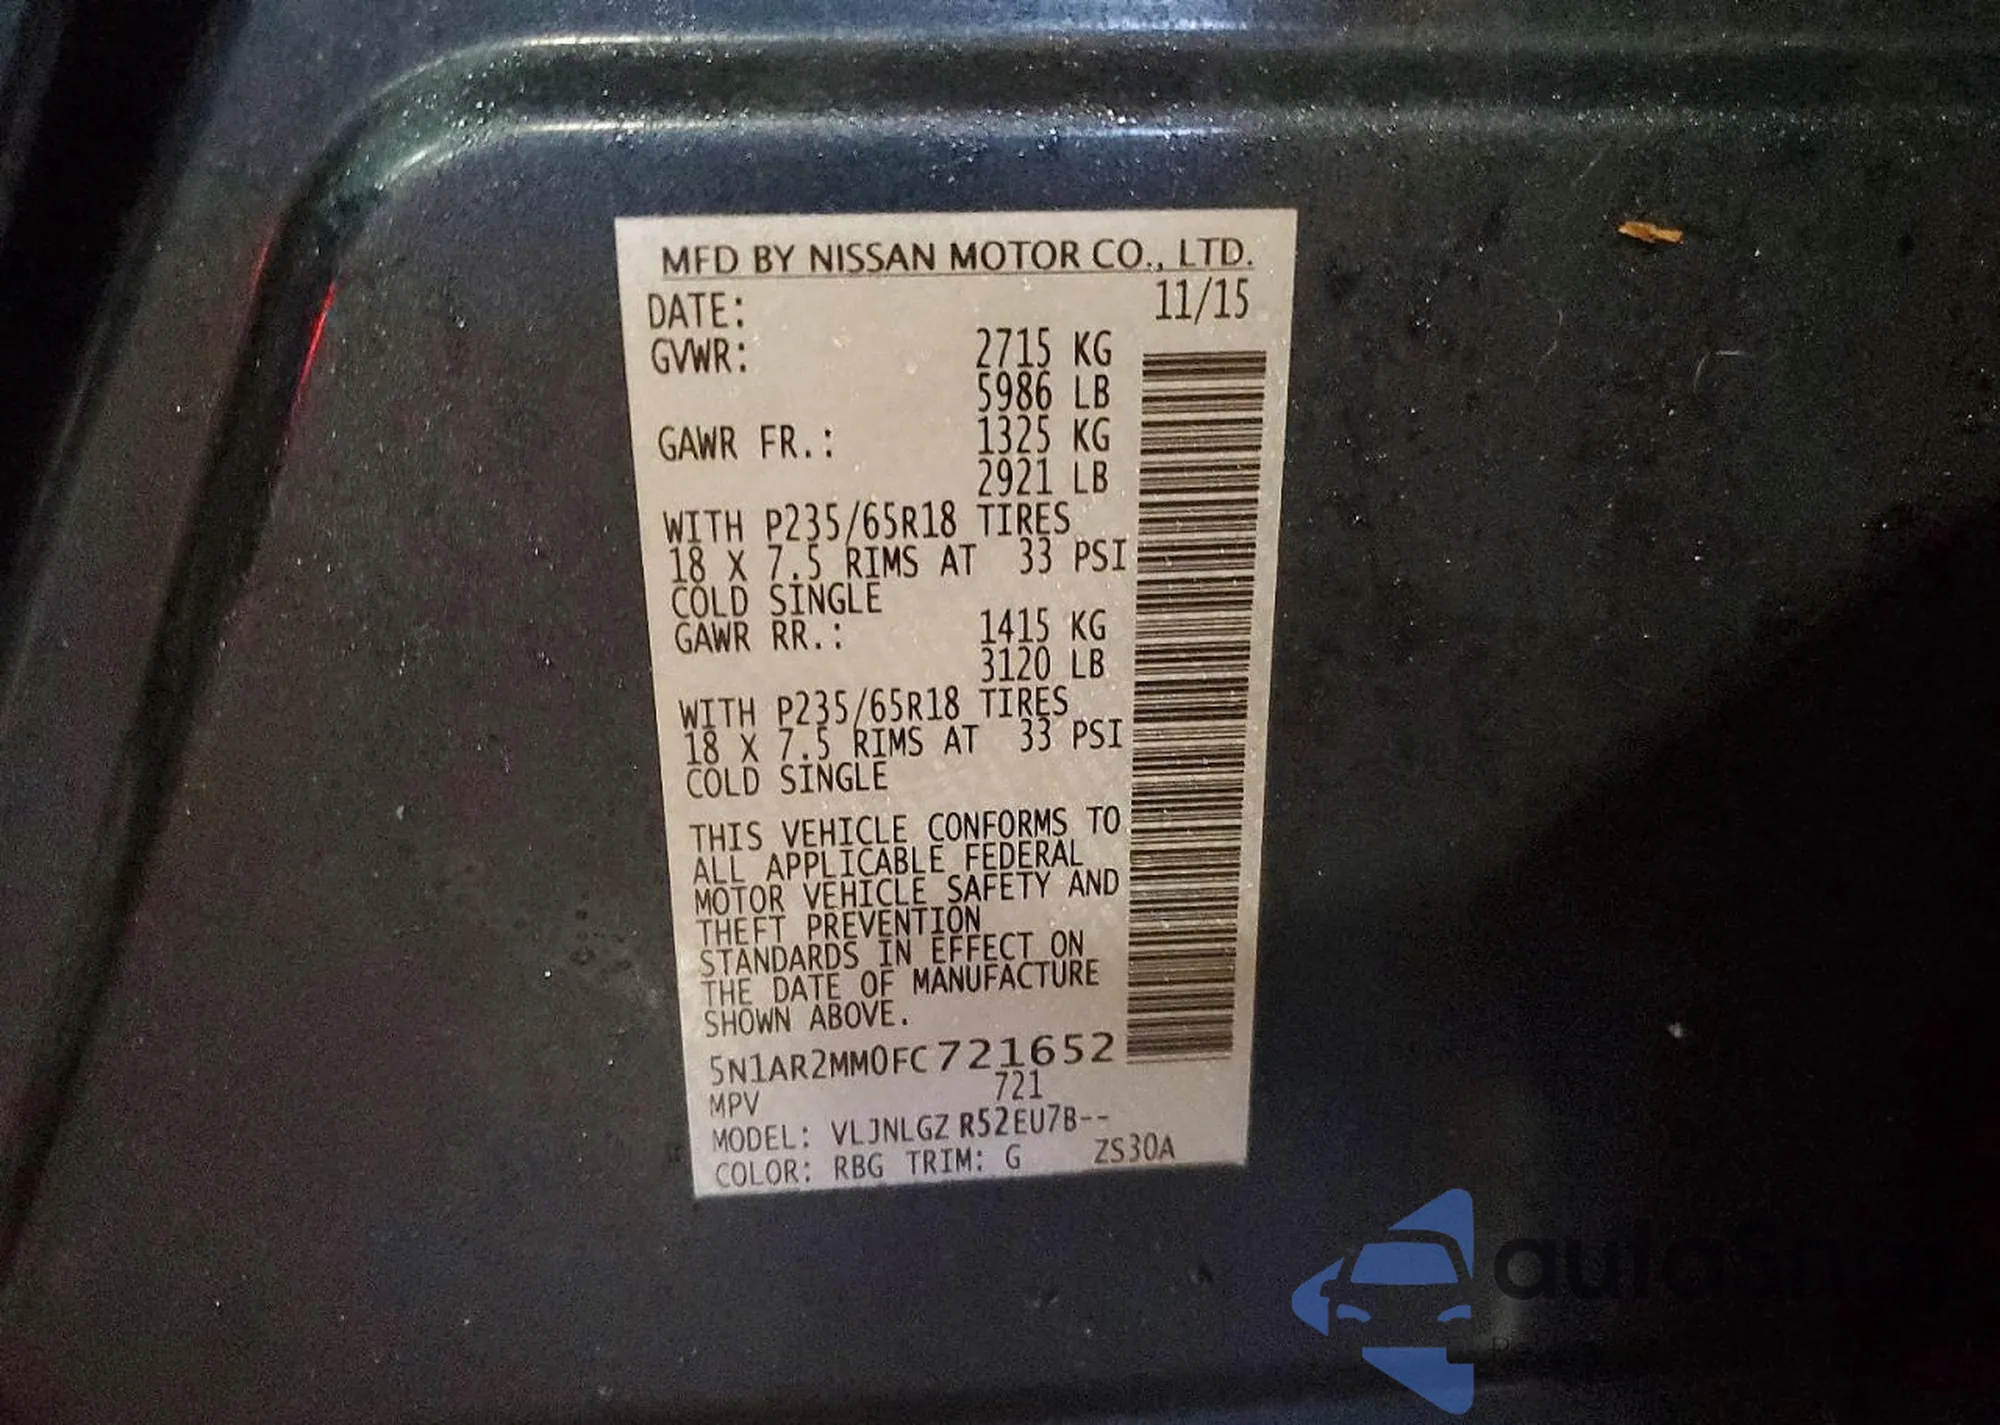 MFD BY NISSAN MOTOR CO., LTD.
DATE: 11/15
GVWR: 2715 KG
5986 LB
GAWR FR.: 1325 KG
2921 LB
WITH P235/65R18 TIRES
18 X 7.5 RIMS AT 33 PSI
COLD SINGLE
GAWR RR.: 1415 KG
3120 LB
WITH P235/65R18 TIRES
18 X 7.5 RIMS AT 33 PSI
COLD SINGLE
THIS VEHICLE CONFORMS TO
ALL APPLICABLE FEDERAL
MOTOR VEHICLE SAFETY AND
THEFT PREVENTION
STANDARDS IN EFFECT ON
THE DATE OF MANUFACTURE
SHOWN ABOVE.
5N1AR2MM0FC721652
MPV 721
MODEL: VLJNLGZ R52EU7B--
COLOR: RBG TRIM: G ZS30A